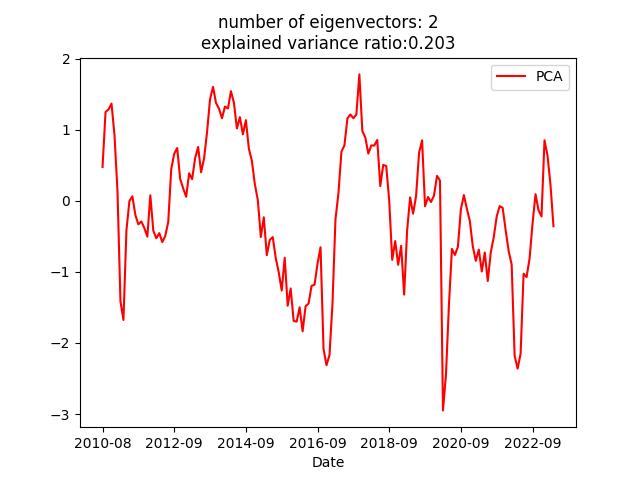 number of eigenvectors: 2
explained variance ratio:0.203
PCA
2
1
0
−1
−2
−3
2010-08 2012-09 2014-09 2016-09 2018-09 2020-09 2022-09
Date